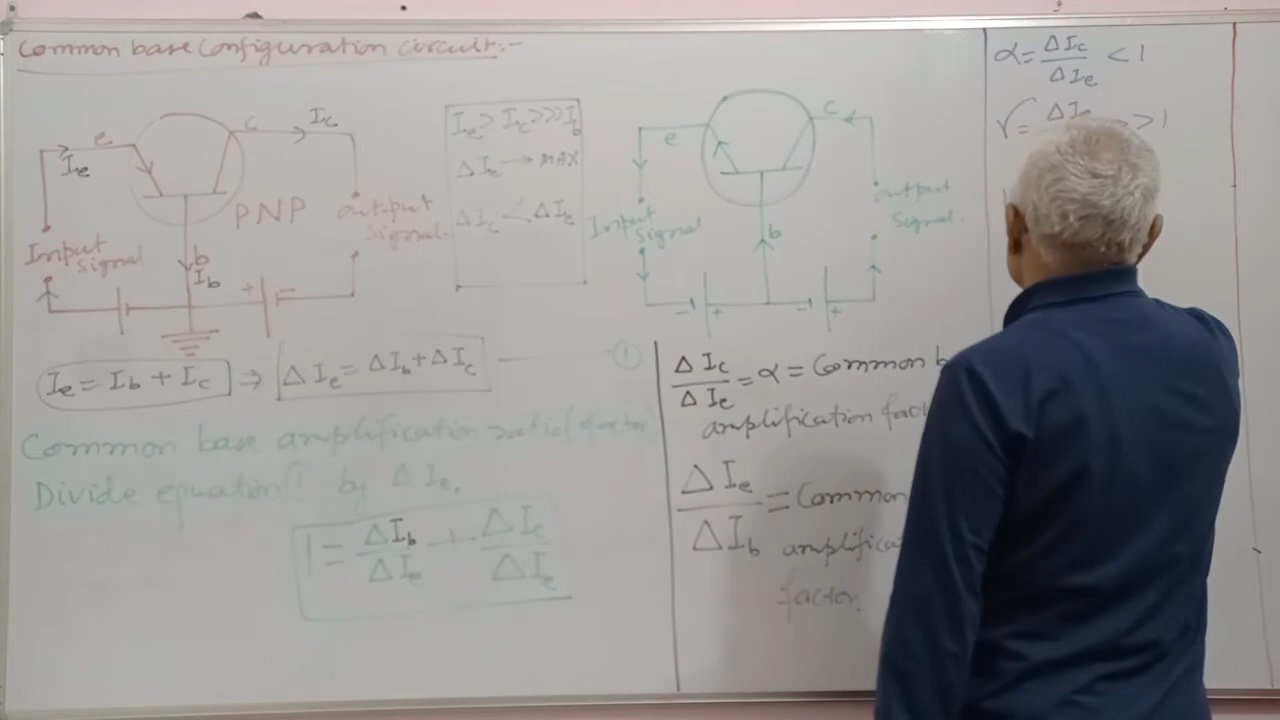 Common base Configuration circuit:-
e
c
Ic
Ie
PNP
Input
signal
output
signal.
b
Ib
+
-
Ie > Ic >>> Ib
ΔIe → MAX
ΔIc < ΔIe
e
c
Input
signal
output
signal.
b
- +
- +
Ie = Ib + Ic ⇒ ΔIe = ΔIb + ΔIc ①
Common base amplification ratio (factor)
Divide equation 1 by ΔIe.
1 = ΔIb/ΔIe + ΔIc/ΔIe
ΔIc/ΔIe = α = Common b
amplification fac
ΔIe/ΔIb = Common
amplifica
factor.
α = ΔIc/ΔIe < 1
γ = ΔI > 1